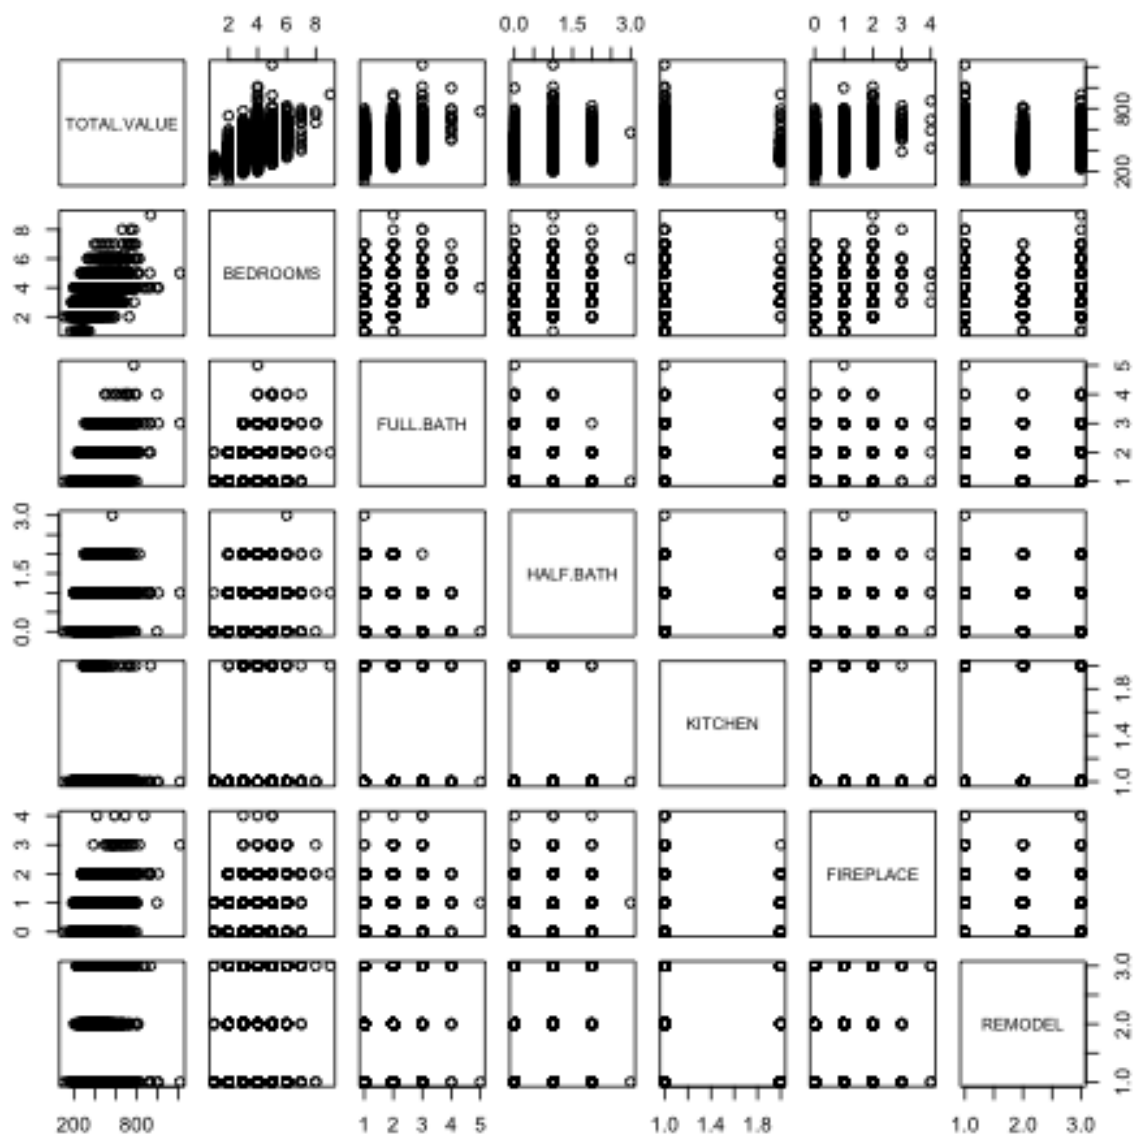 2 4 6 8 0.0 1.5 3.0 0 1 2 3 4
TOTAL.VALUE
200 800
BEDROOMS
2 4 6 8
FULL.BATH
1 2 3 4 5
0.0 1.5 3.0
HALF.BATH
KITCHEN
1.0 1.4 1.8
0 1 2 3 4
FIREPLACE
REMODEL
1.0 2.0 3.0
200 800 1 2 3 4 5 1.0 1.4 1.8 1.0 2.0 3.0